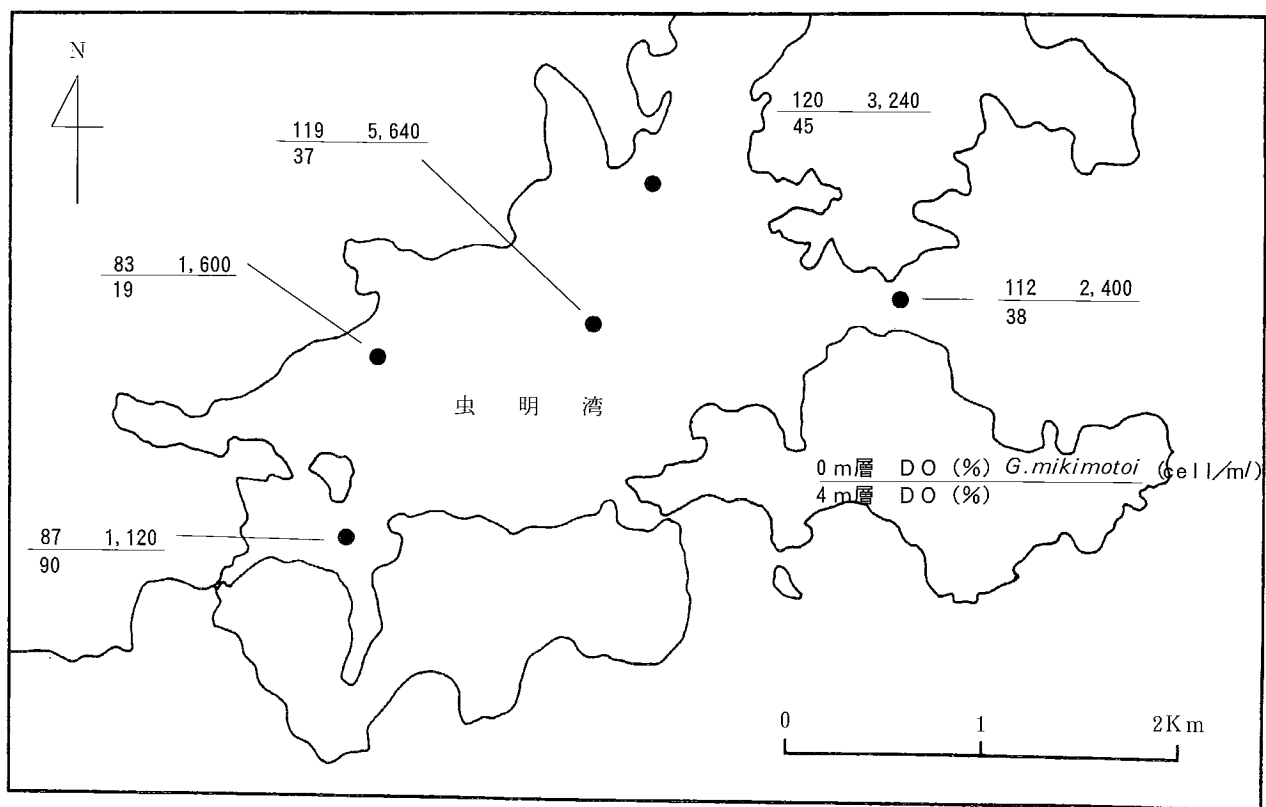 N
120 3,240
45
119 5,640
37
83 1,600
19
112 2,400
38
虫明湾
0m層 DO(%) G.mikimotoi (cell/ml)
4m層 DO(%)
87 1,120
90
0 1 2Km